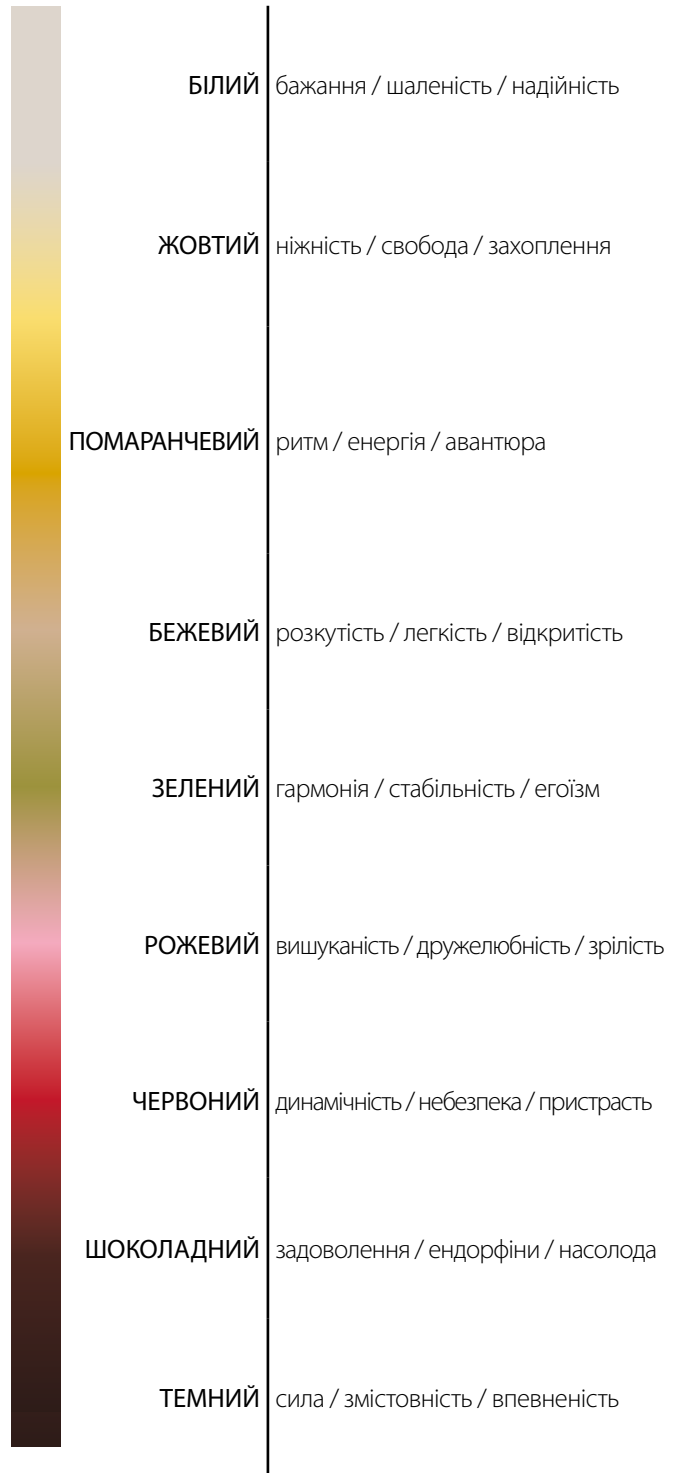 БІЛИЙ бажання / шаленість / надійність
ЖОВТИЙ ніжність / свобода / захоплення
ПОМАРАНЧЕВИЙ ритм / енергія / авантюра
БЕЖЕВИЙ розкутість / легкість / відкритість
ЗЕЛЕНИЙ гармонія / стабільність / егоїзм
РОЖЕВИЙ вишуканість / дружелюбність / зрілість
ЧЕРВОНИЙ динамічність / небезпека / пристрасть
ШОКОЛАДНИЙ задоволення / ендорфіни / насолода
ТЕМНИЙ сила / змістовність / впевненість